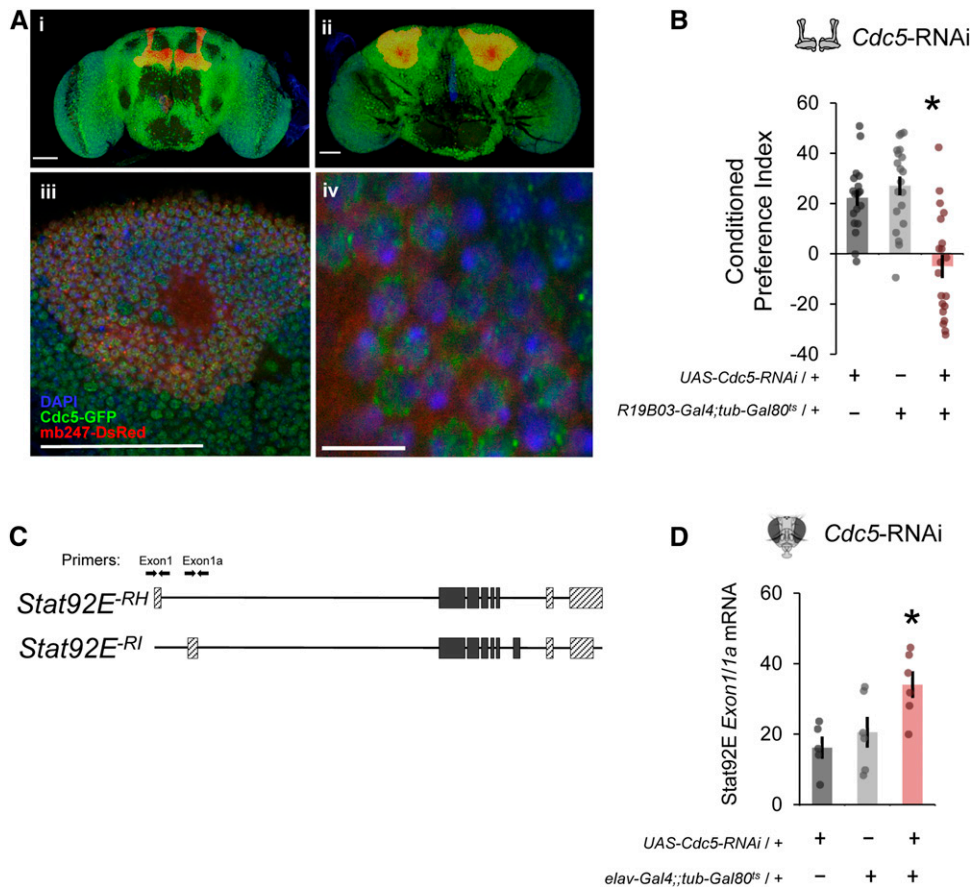 A
i
ii
iii
iv
DAPI
Cdc5-GFP
mb247-DsRed
B
Cdc5-RNAi
Conditioned
Preference Index
60
40
20
0
-20
-40
*
UAS-Cdc5-RNAi / + + − +
R19B03-Gal4;tub-Gal80ts / + − + +
C
Primers: Exon1 Exon1a
Stat92E-RH
Stat92E-RI
D
Cdc5-RNAi
Stat92E Exon1/1a mRNA
60
40
20
0
*
UAS-Cdc5-RNAi / + + − +
elav-Gal4;;tub-Gal80ts / + − + +